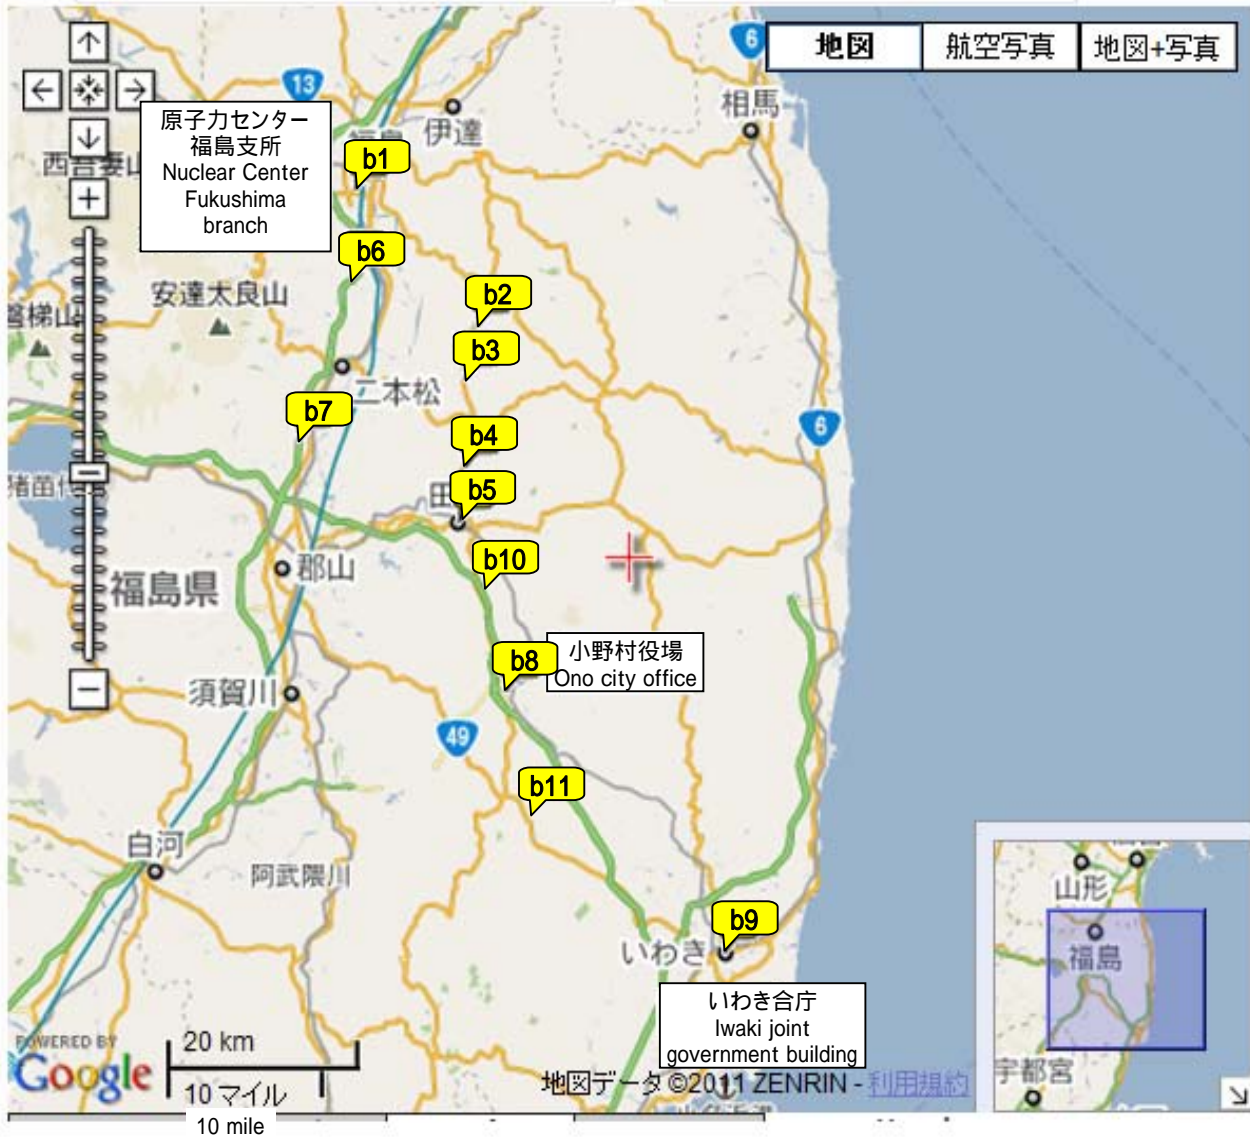 6
地図
航空写真
地図+写真
13
相馬
伊達
原子力センター
福島支所
Nuclear Center
Fukushima
branch
b1
b6
b2
安達太良山
b3
二本松
b7
b4
6
b5
田
b10
郡山
福島県
b8
小野村役場
Ono city office
須賀川
49
b11
白河
阿武隈川
山形
b9
いわき
福島
いわき合庁
Iwaki joint
government building
POWERED BY
Google
20 km
10 マイル
10 mile
地図データ ©2011 ZENRIN - 利用規約
宇都宮